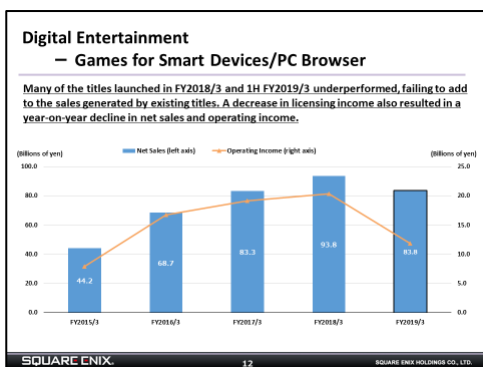 Digital Entertainment
— Games for Smart Devices/PC Browser
Many of the titles launched in FY2018/3 and 1H FY2019/3 underperformed, failing to add
to the sales generated by existing titles. A decrease in licensing income also resulted in a
year-on-year decline in net sales and operating income.
(Billions of yen) Net Sales (left axis) Operating Income (right axis) (Billions of yen)
100.0 25.0
80.0 20.0
60.0 15.0
40.0 10.0
20.0 5.0
0.0 0.0
44.2 68.7 83.3 93.8 83.8
FY2015/3 FY2016/3 FY2017/3 FY2018/3 FY2019/3
SQUARE ENIX. 12 SQUARE ENIX HOLDINGS CO., LTD.